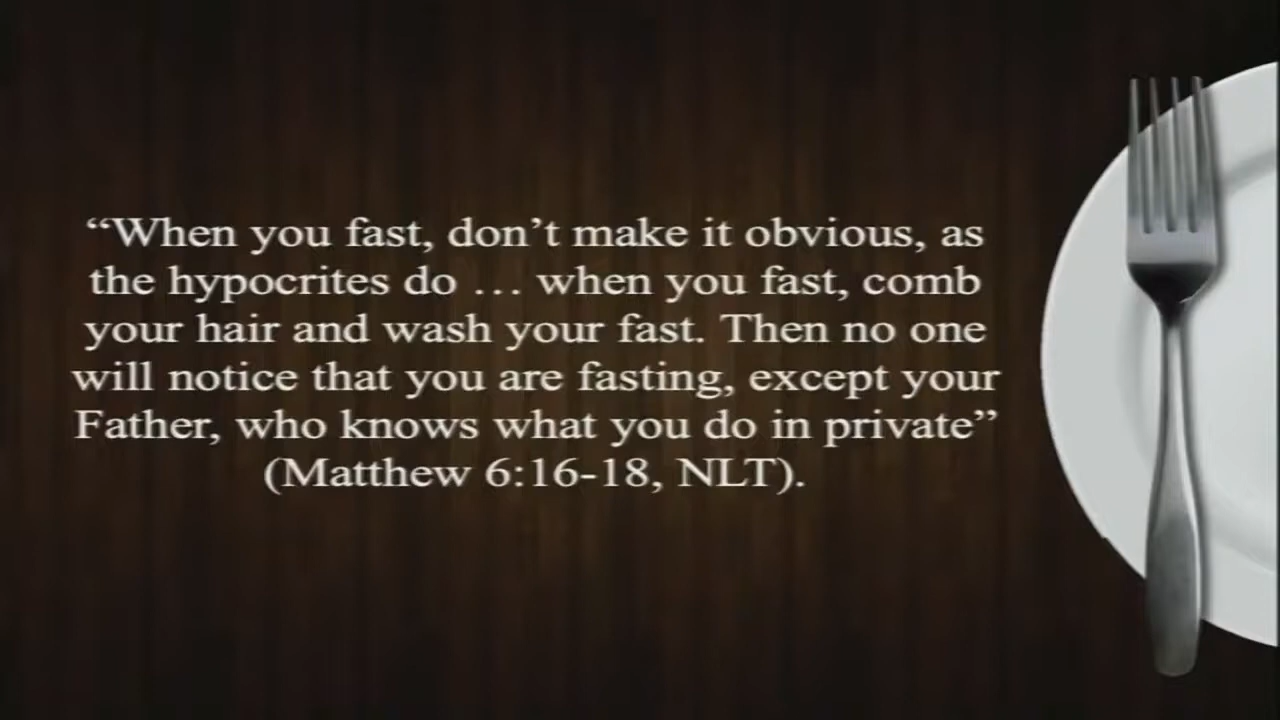 “When you fast, don’t make it obvious, as
the hypocrites do … when you fast, comb
your hair and wash your fast. Then no one
will notice that you are fasting, except your
Father, who knows what you do in private”
(Matthew 6:16-18, NLT).